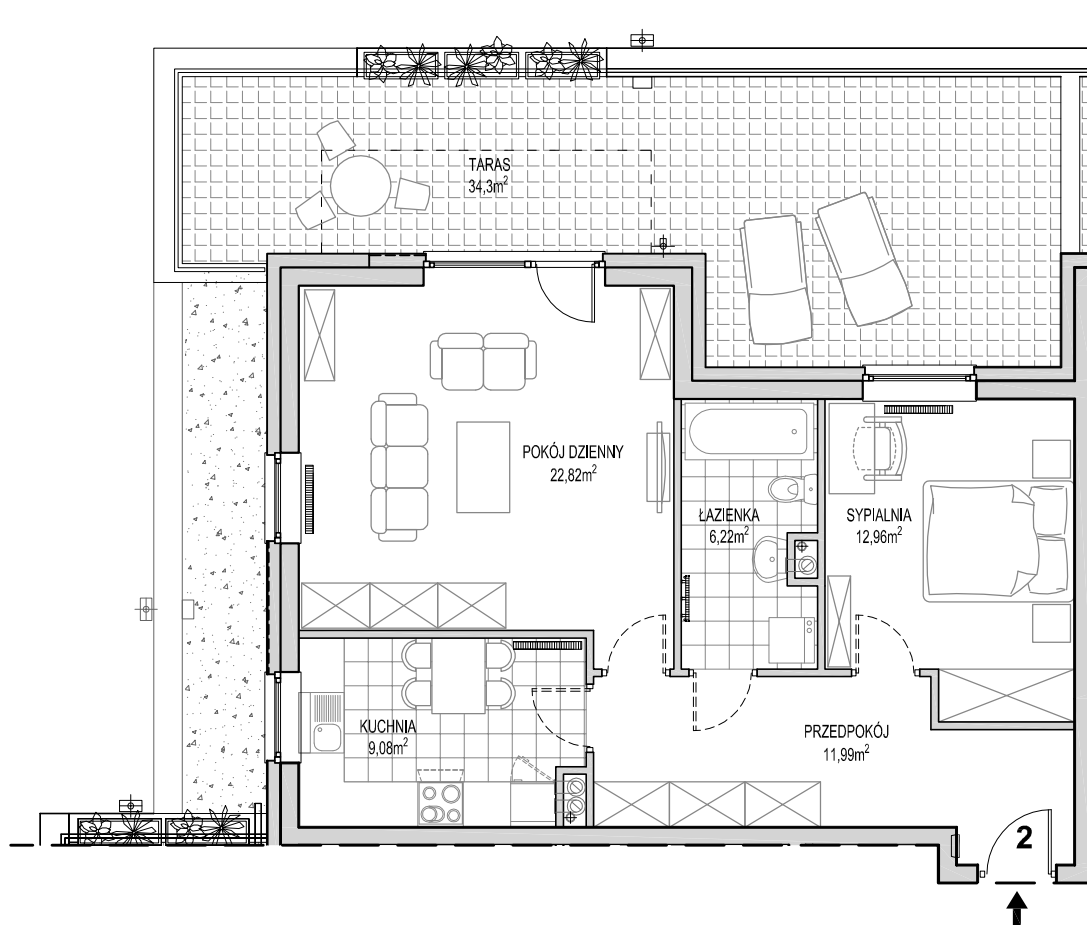 TARAS
34,3m²
POKÓJ DZIENNY
22,82m²
ŁAZIENKA
6,22m²
SYPIALNIA
12,96m²
KUCHNIA
9,08m²
PRZEDPOKÓJ
11,99m²
2